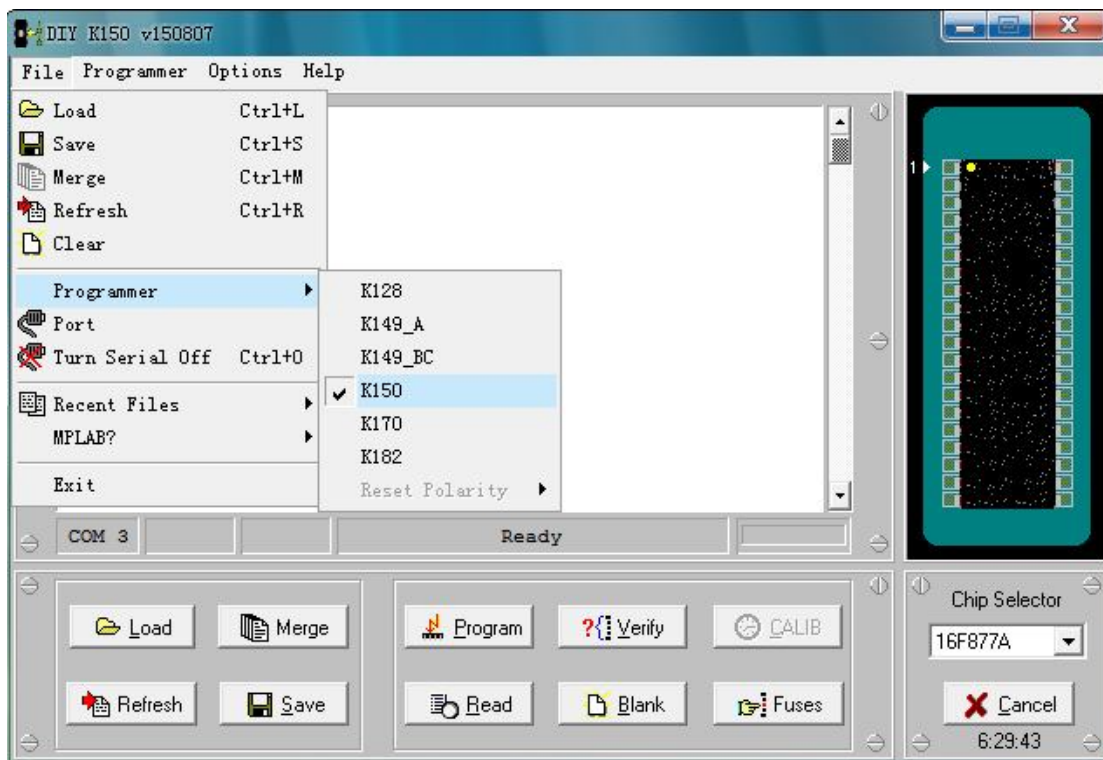 DIY K150 v150807
File Programmer Options Help
Load Ctrl+L
Save Ctrl+S
Merge Ctrl+M
Refresh Ctrl+R
Clear
Programmer
Port
Turn Serial Off Ctrl+O
Recent Files
MPLAB?
Exit
K128
K149_A
K149_BC
K150
K170
K182
Reset Polarity
1
COM 3 Ready
Load Merge Program Verify CALIB
Refresh Save Read Blank Fuses
Chip Selector
16F877A
Cancel
6:29:43